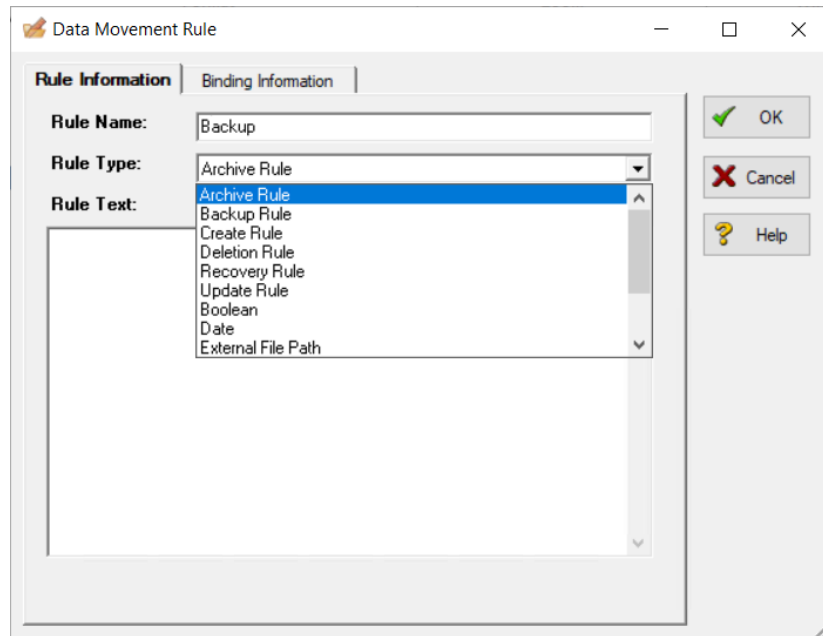 Data Movement Rule
Rule Information
Binding Information
Rule Name:
Backup
OK
Rule Type:
Archive Rule
Cancel
Rule Text:
Archive Rule
Backup Rule
Create Rule
Deletion Rule
Recovery Rule
Update Rule
Boolean
Date
External File Path
Help